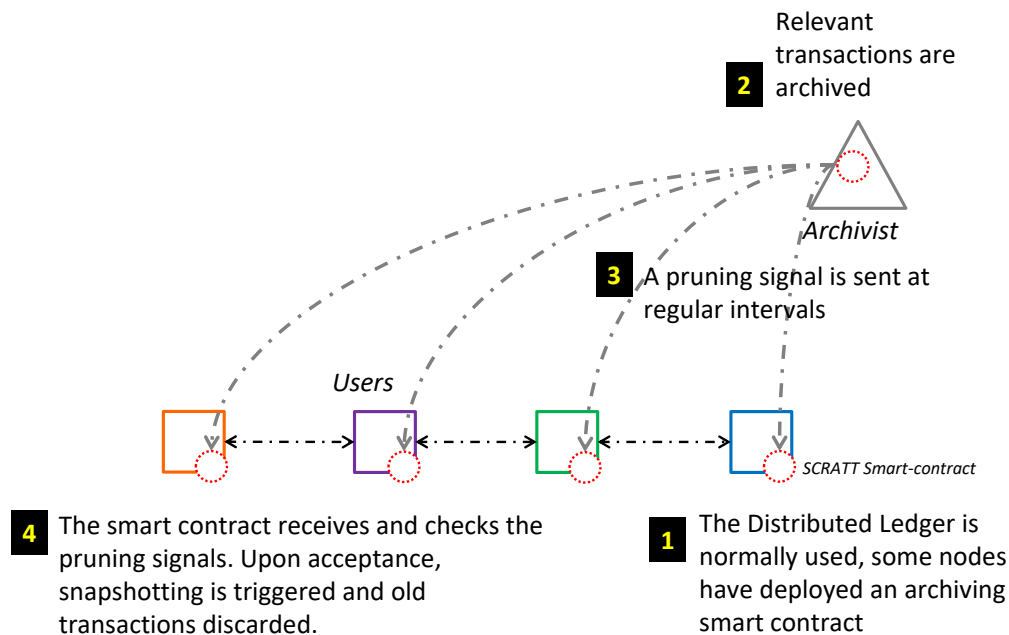 Relevant
transactions are
archived
2
Archivist
3
A pruning signal is sent at
regular intervals
Users
SCRATT Smart-contract
4
The smart contract receives and checks the
pruning signals. Upon acceptance,
snapshotting is triggered and old
transactions discarded.
1
The Distributed Ledger is
normally used, some nodes
have deployed an archiving
smart contract